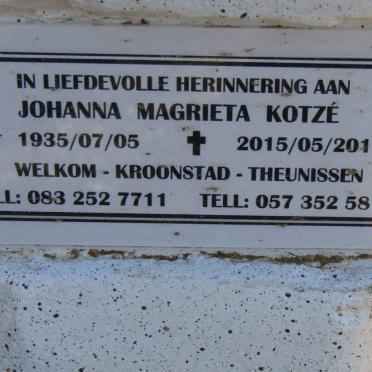 IN LIEFDEVOLLE HERINNERING AAN
JOHANNA MAGRIETA KOTZÉ
1935/07/05 ✝ 2015/05/201
WELKOM - KROONSTAD - THEUNISSEN
LL: 083 252 7711 TELL: 057 352 58